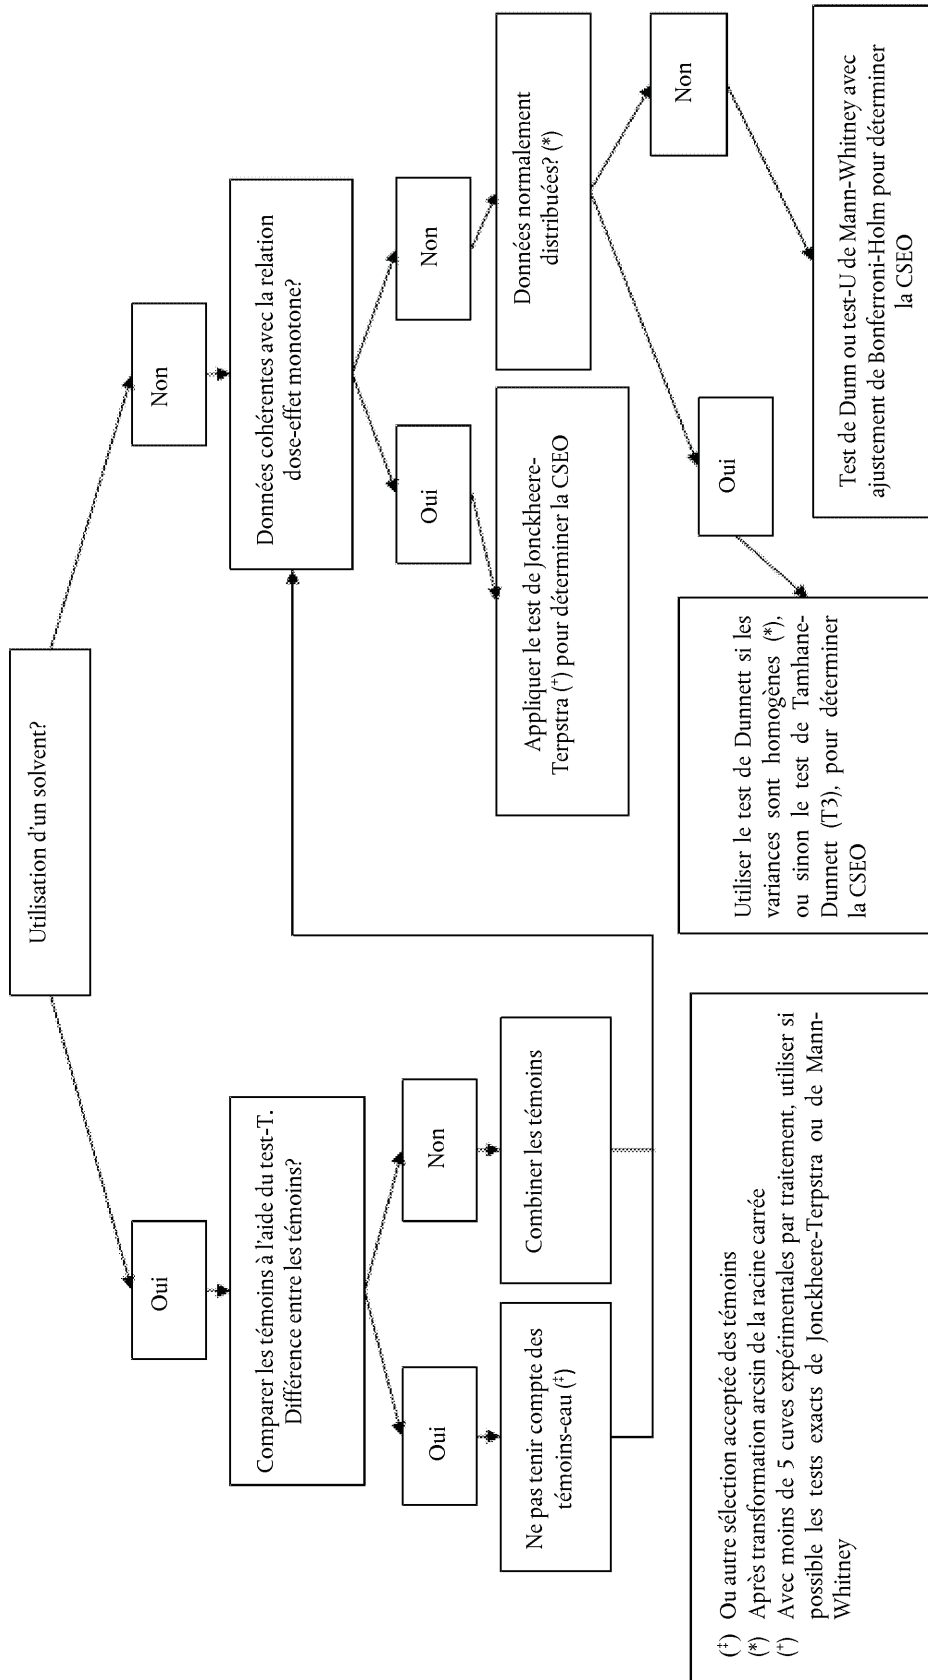 Utilisation d'un solvent?
Oui
Non
Comparer les témoins à l'aide du test-T.
Différence entre les témoins?
Données cohérentes avec la relation
dose-effet monotone?
Oui
Non
Oui
Non
Ne pas tenir compte des
témoins-eau (‡)
Combiner les témoins
Appliquer le test de Jonckheere-
Terpstra (†) pour déterminer la CSEO
Données normalement
distribuées? (*)
Oui
Non
Utiliser le test de Dunnett si les
variances sont homogènes (*),
ou sinon le test de Tamhane-
Dunnett (T3), pour déterminer
la CSEO
Test de Dunn ou test-U de Mann-Whitney avec
ajustement de Bonferroni-Holm pour déterminer
la CSEO
(‡) Ou autre sélection acceptée des témoins
(*) Après transformation arcsin de la racine carrée
(†) Avec moins de 5 cuves expérimentales par traitement, utiliser si
possible les tests exacts de Jonckheere-Terpstra ou de Mann-
Whitney